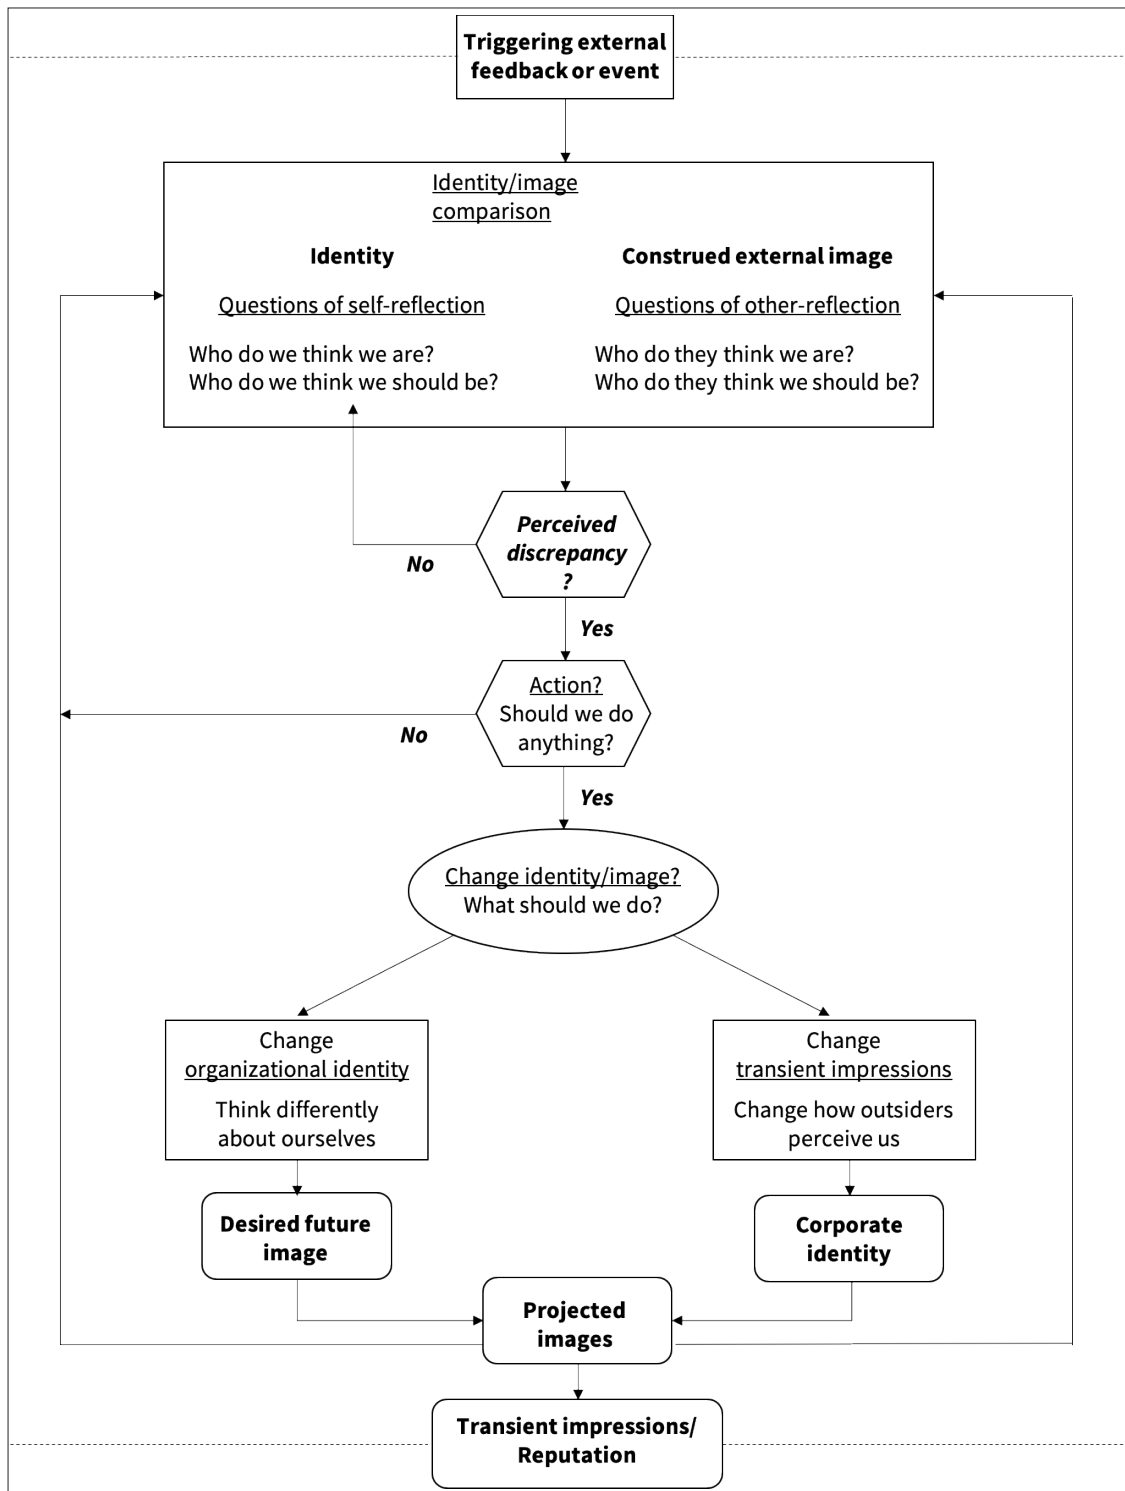 Triggering external
feedback or event
Identity/image
comparison
Identity
Construed external image
Questions of self-reflection
Questions of other-reflection
Who do we think we are?
Who do we think we should be?
Who do they think we are?
Who do they think we should be?
Perceived
discrepancy
?
No
Yes
Action?
Should we do
anything?
No
Yes
Change identity/image?
What should we do?
Change
organizational identity
Think differently
about ourselves
Change
transient impressions
Change how outsiders
perceive us
Desired future
image
Corporate
identity
Projected
images
Transient impressions/
Reputation